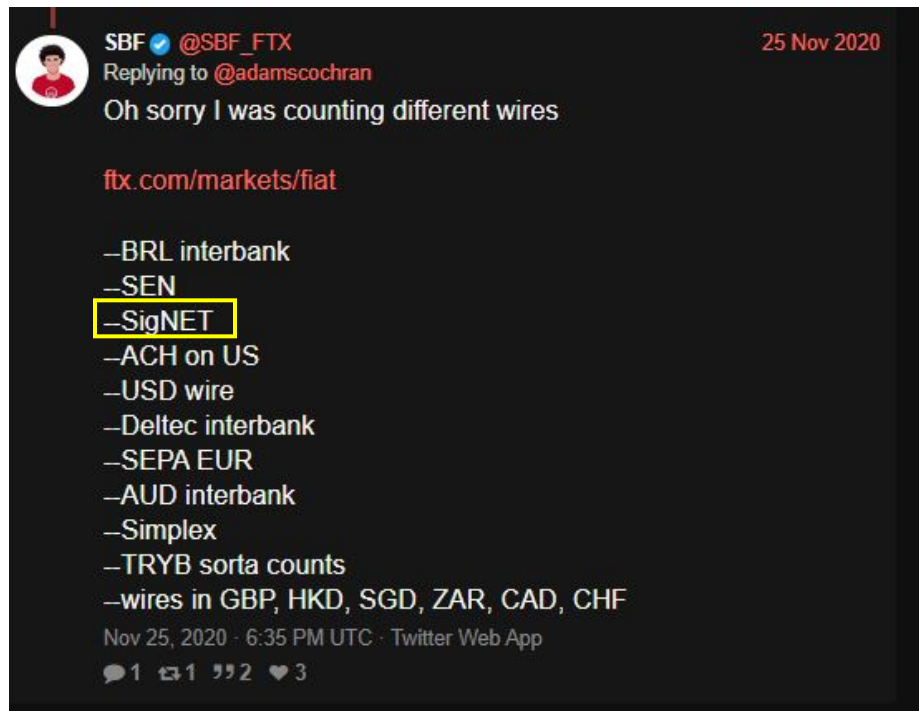 SBF @SBF_FTX 25 Nov 2020
Replying to @adamscochran
Oh sorry I was counting different wires
ftx.com/markets/fiat
--BRL interbank
--SEN
--SigNET
--ACH on US
--USD wire
--Deltec interbank
--SEPA EUR
--AUD interbank
--Simplex
--TRYB sorta counts
--wires in GBP, HKD, SGD, ZAR, CAD, CHF
Nov 25, 2020 · 6:35 PM UTC · Twitter Web App
1 1 2 3